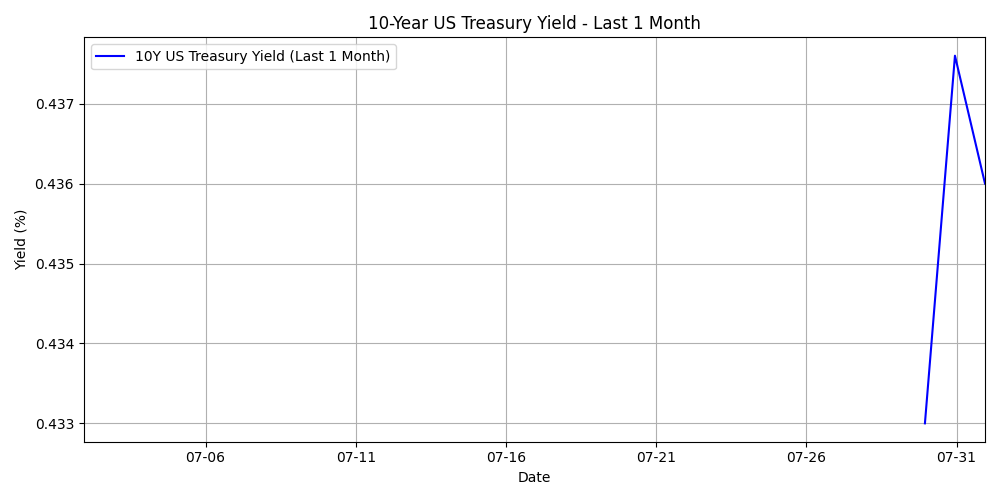 10-Year US Treasury Yield - Last 1 Month
10Y US Treasury Yield (Last 1 Month)
Yield (%)
0.437
0.436
0.435
0.434
0.433
07-06 07-11 07-16 07-21 07-26 07-31
Date